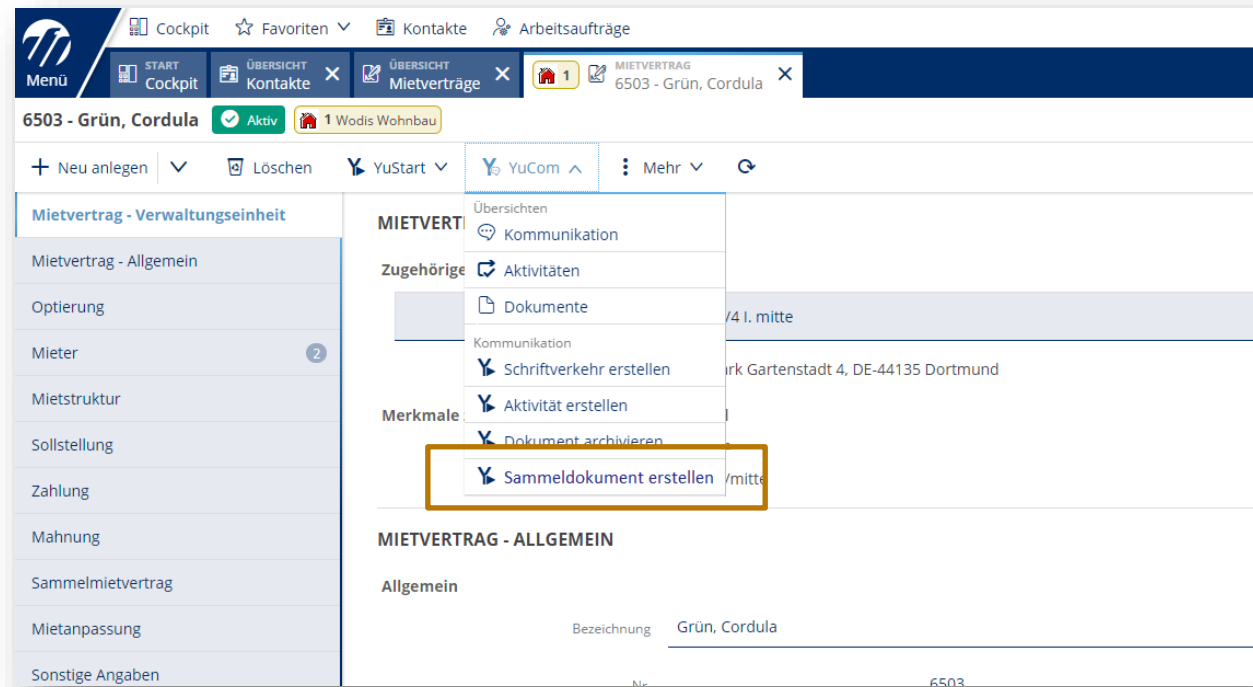 Cockpit Favoriten Kontakte Arbeitsaufträge
Menü
START
Cockpit
ÜBERSICHT
Kontakte
ÜBERSICHT
Mietverträge
1
MIETVERTRAG
6503 - Grün, Cordula
6503 - Grün, Cordula Aktiv 1 Wodis Wohnbau
Neu anlegen Löschen YuStart YuCom Mehr
Mietvertrag - Verwaltungseinheit
Mietvertrag - Allgemein
Optierung
Mieter 2
Mietstruktur
Sollstellung
Zahlung
Mahnung
Sammelmietvertrag
Mietanpassung
Sonstige Angaben
Übersichten
Kommunikation
Aktivitäten
Dokumente
Kommunikation
Schriftverkehr erstellen
Aktivität erstellen
Dokument archivieren
Sammeldokument erstellen
MIETVERT
Zugehörige
/4 I. mitte
rk Gartenstadt 4, DE-44135 Dortmund
Merkmale
/mitte
MIETVERTRAG - ALLGEMEIN
Allgemein
Bezeichnung Grün, Cordula
Nr 6503